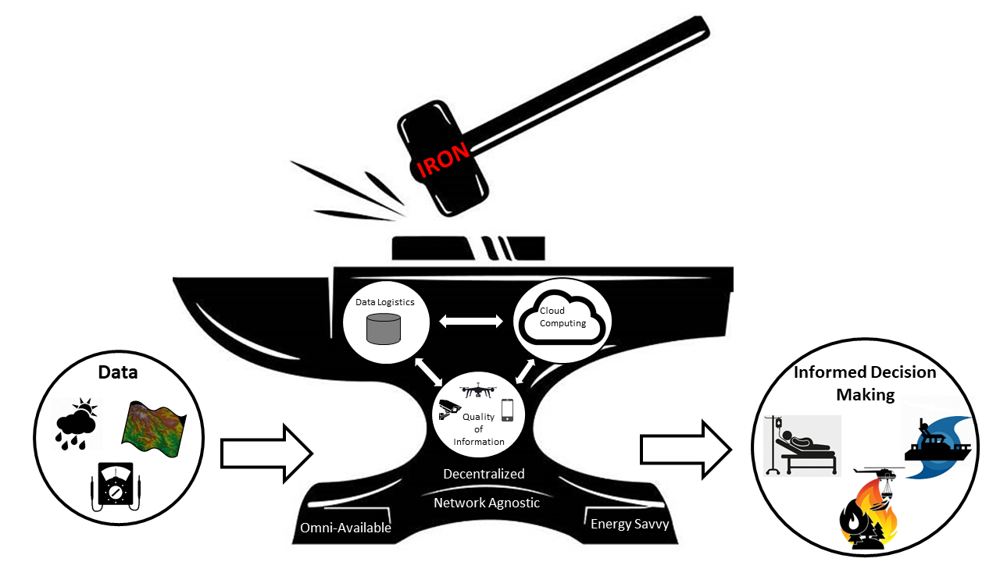 IRON
Data Logistics
Cloud
Computing
Data
Quality
of
Information
Informed Decision
Making
Decentralized
Network Agnostic
Omni-Available
Energy Savvy